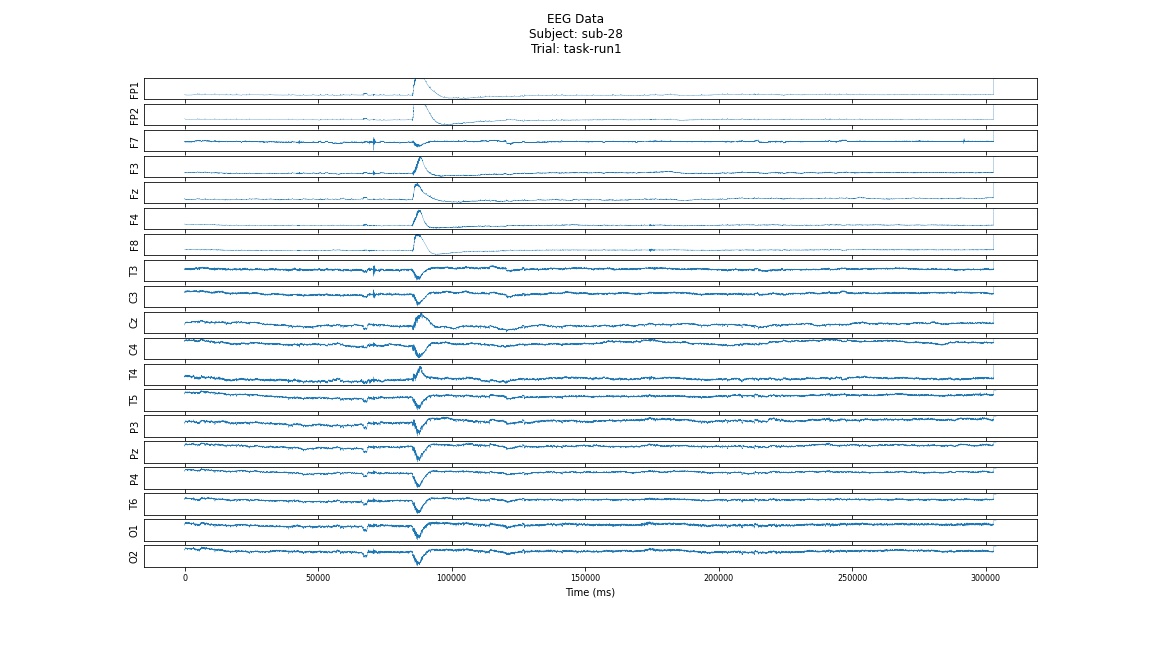 EEG Data
Subject: sub-28
Trial: task-run1
FP1
FP2
F7
F3
Fz
F4
F8
T3
C3
Cz
C4
T4
T5
P3
Pz
P4
T6
O1
O2
0 50000 100000 150000 200000 250000 300000
Time (ms)